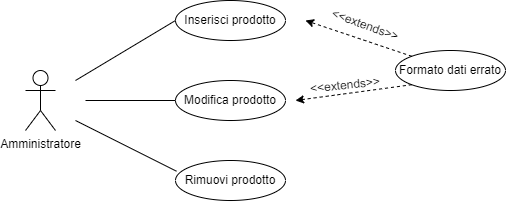 Inserisci prodotto
<<extends>>
Formato dati errato
<<extends>>
Modifica prodotto
Amministratore
Rimuovi prodotto